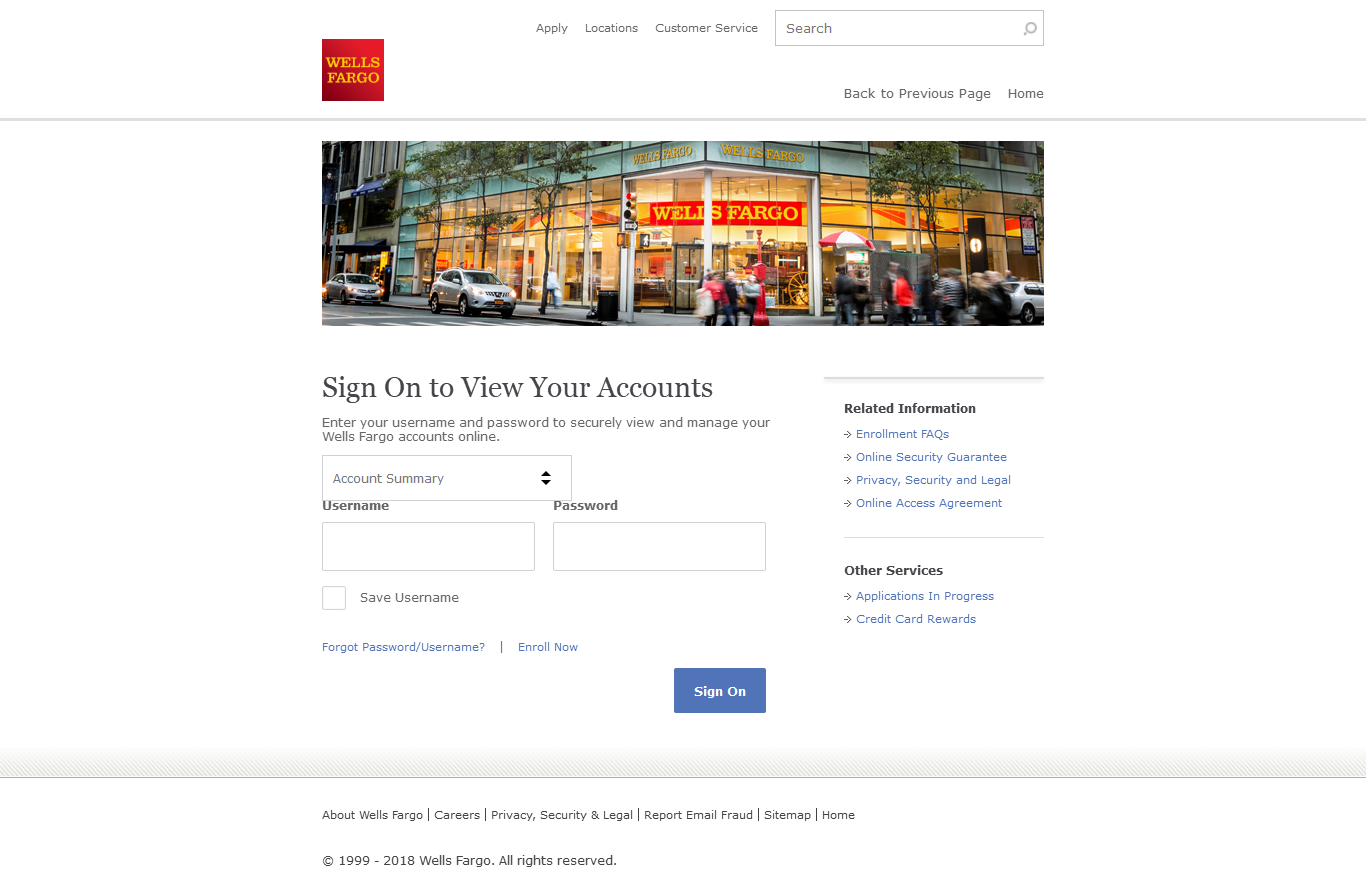 Apply Locations Customer Service Search
WELLS
FARGO
Back to Previous Page Home
WELLS FARGO WELLS FARGO
WELLS FARGO
Sign On to View Your Accounts
Enter your username and password to securely view and manage your
Wells Fargo accounts online.
Account Summary
Username Password
Save Username
Forgot Password/Username? | Enroll Now
Sign On
Related Information
Enrollment FAQs
Online Security Guarantee
Privacy, Security and Legal
Online Access Agreement
Other Services
Applications In Progress
Credit Card Rewards
About Wells Fargo | Careers | Privacy, Security & Legal | Report Email Fraud | Sitemap | Home
© 1999 - 2018 Wells Fargo. All rights reserved.